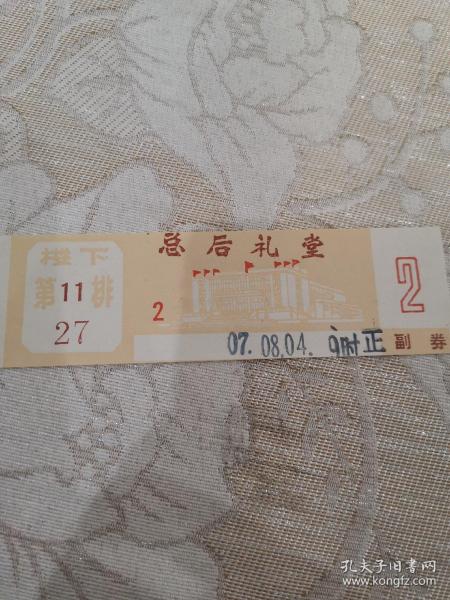 总后礼堂
楼下
第11排
27
2
2
07.08.04. 9时正
副券
孔夫子旧书网
www.kongfz.com